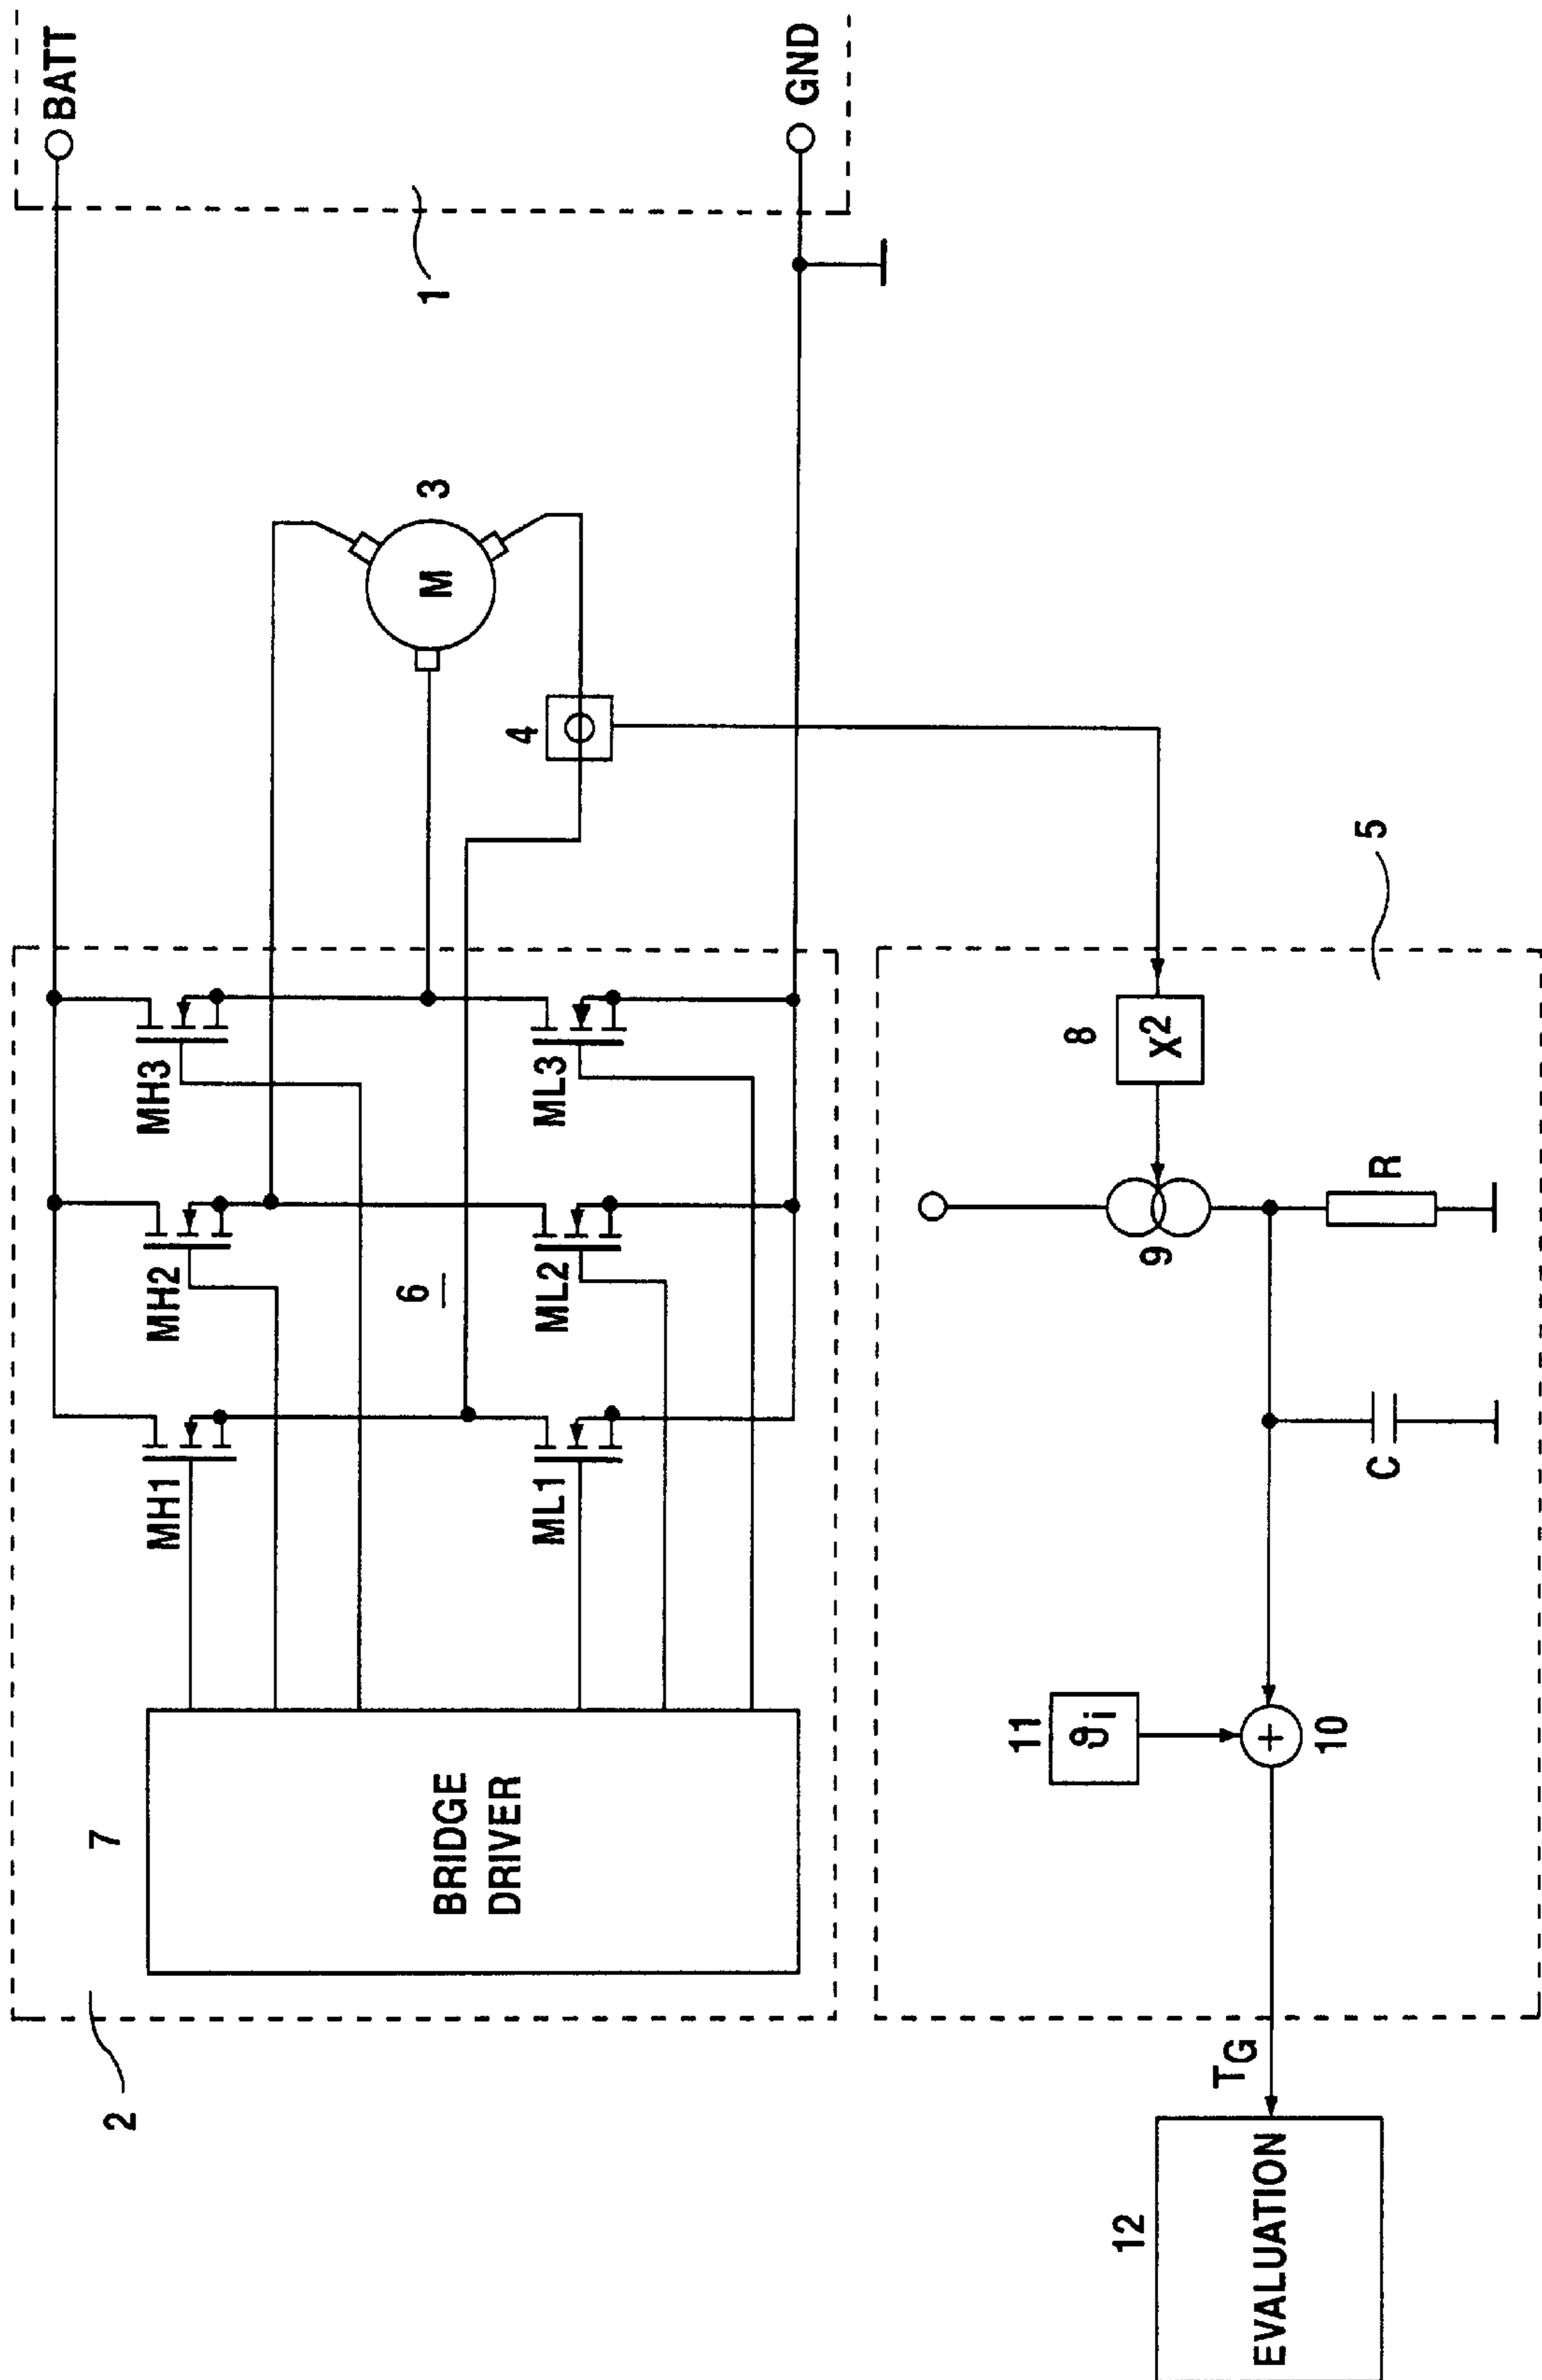 2
7
BRIDGE
DRIVER
MH1
MH2
MH3
6
ML1
ML2
ML3
4
3
M
1
BATT
GND
12
EVALUATION
TG
11
ϑi
10
C
9
R
8
X2
5